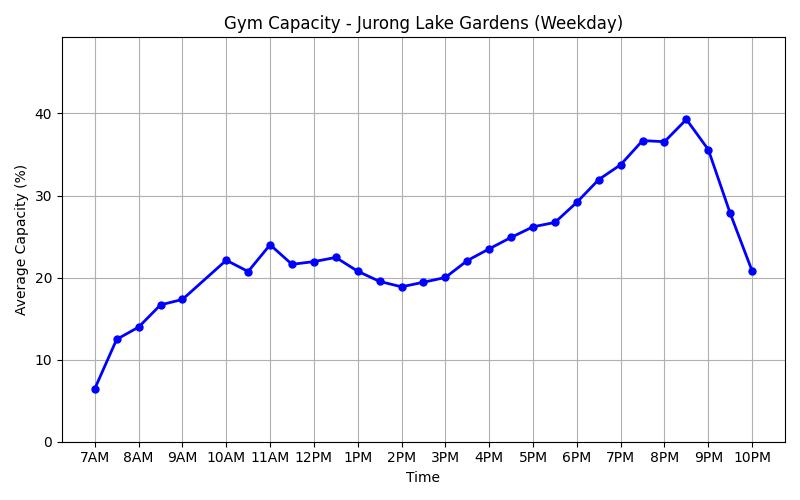 Gym Capacity - Jurong Lake Gardens (Weekday)
Average Capacity (%)
40
30
20
10
0
7AM 8AM 9AM 10AM 11AM 12PM 1PM 2PM 3PM 4PM 5PM 6PM 7PM 8PM 9PM 10PM
Time